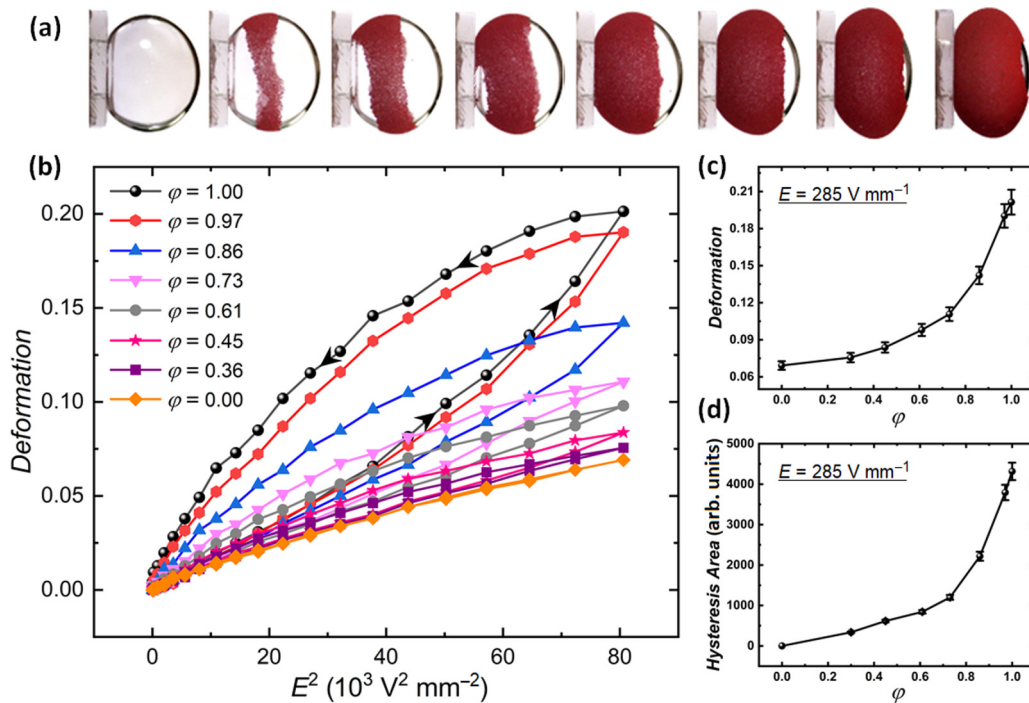 (a)
(b)
φ = 1.00
φ = 0.97
φ = 0.86
φ = 0.73
φ = 0.61
φ = 0.45
φ = 0.36
φ = 0.00
0.20
0.15
0.10
0.05
0.00
Deformation
0 20 40 60 80
E² (10³ V² mm⁻²)
(c)
E = 285 V mm⁻¹
0.21
0.18
0.15
0.12
0.09
0.06
Deformation
0.0 0.2 0.4 0.6 0.8 1.0
φ
(d)
E = 285 V mm⁻¹
5000
4000
3000
2000
1000
0
Hysteresis Area (arb. units)
0.0 0.2 0.4 0.6 0.8 1.0
φ